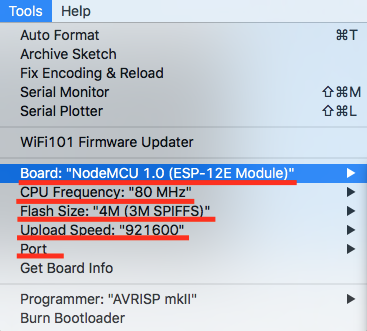 Tools Help
Auto Format ⌘T
Archive Sketch
Fix Encoding & Reload
Serial Monitor ⇧⌘M
Serial Plotter ⇧⌘L
WiFi101 Firmware Updater
Board: "NodeMCU 1.0 (ESP-12E Module)"
CPU Frequency: "80 MHz"
Flash Size: "4M (3M SPIFFS)"
Upload Speed: "921600"
Port
Get Board Info
Programmer: "AVRISP mkII"
Burn Bootloader